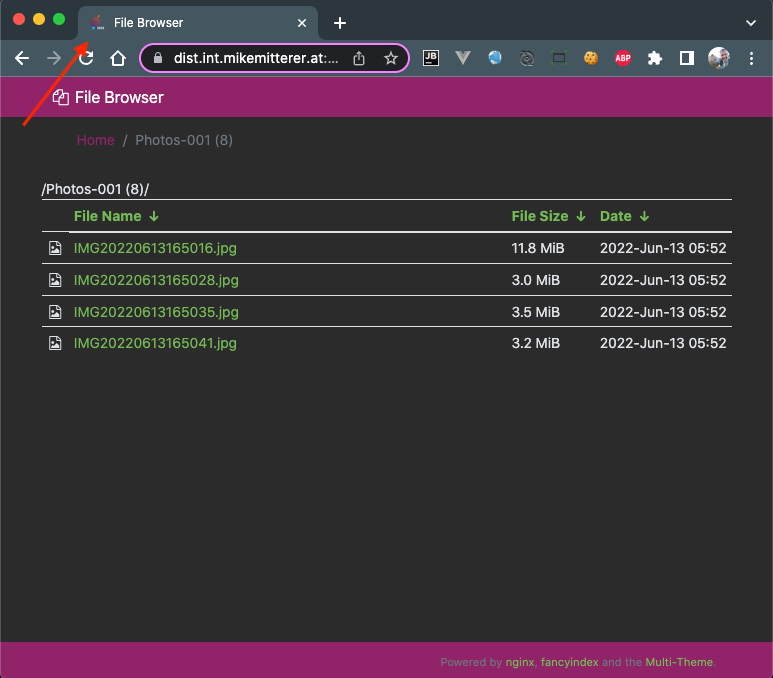 File Browser
dist.int.mikemitterer.at:...
JB
ABP
File Browser
Home / Photos-001 (8)
/Photos-001 (8)/
File Name ↓ File Size ↓ Date ↓
IMG20220613165016.jpg 11.8 MiB 2022-Jun-13 05:52
IMG20220613165028.jpg 3.0 MiB 2022-Jun-13 05:52
IMG20220613165035.jpg 3.5 MiB 2022-Jun-13 05:52
IMG20220613165041.jpg 3.2 MiB 2022-Jun-13 05:52
Powered by nginx, fancyindex and the Multi-Theme.